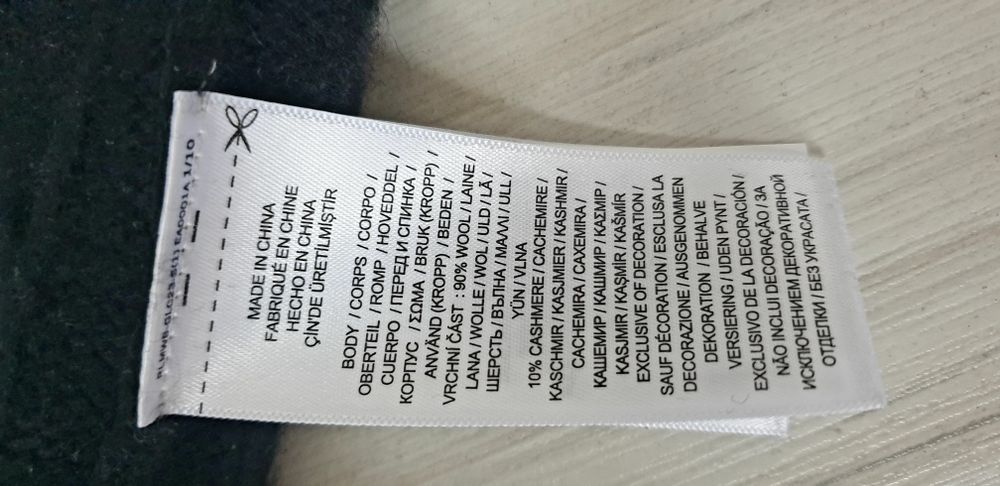 MADE IN CHINA
FABRIQUÉ EN CHINE
HECHO EN CHINA
ÇİN'DE ÜRETİLMİŞTİR
BODY / CORPS / CORPO /
OBERTEIL / ROMP / HOVEDDEL /
CUERPO / ПЕРЕД И СПИНКА /
КОРПУС / ΣΩΜΑ / BRUK (KROPP) /
ANVÄND (KROPP) / BEDEN /
VRCHNÍ ČÁST : 90% WOOL / LAINE /
LANA / WOLLE / WOL / ULD / LÃ /
ШЕРСТЬ / ВЪЛНА / ΜΑΛΛΙ / ULL /
YÜN / VLNA
10% CASHMERE / CACHEMIRE /
KASCHMIR / KASJMIER / KASHMIR /
CACHEMIRA / CAXEMIRA /
КАШЕМИР / КАШМИР / ΚΑΣΜΙΡ /
KASJMIR / KAŞMİR / KAŠMÍR
EXCLUSIVE OF DECORATION /
SAUF DÉCORATION / ESCLUSA LA
DECORAZIONE / AUSGENOMMEN
DEKORATION / BEHALVE
VERSIERING / UDEN PYNT /
EXCLUSIVO DE LA DECORACIÓN /
NÃO INCLUI DECORAÇÃO / ЗА
ИСКЛЮЧЕНИЕМ ДЕКОРАТИВНОЙ
ОТДЕЛКИ / БЕЗ УКРАСАТА /